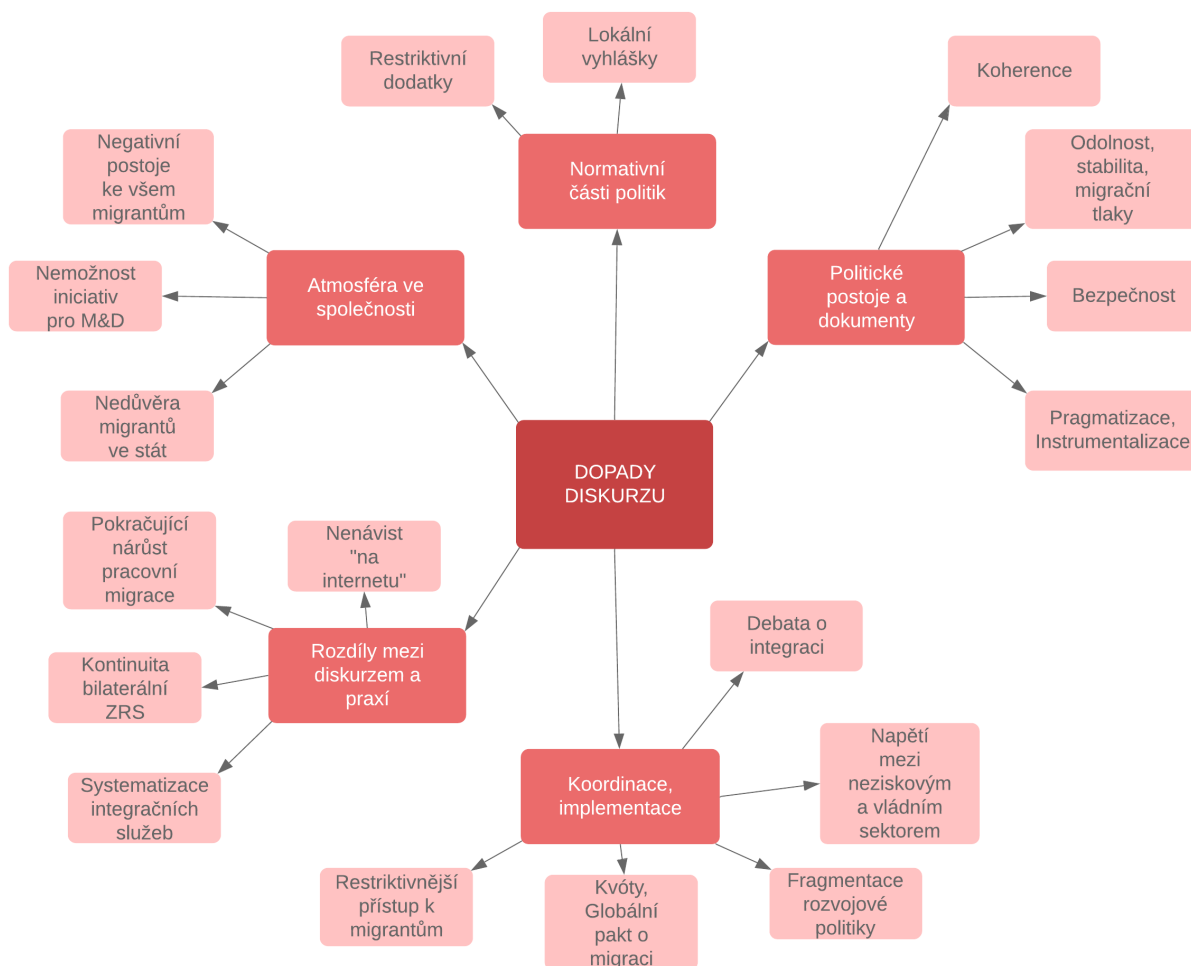 Lokální
vyhlášky
Restriktivní
dodatky
Koherence
Negativní
postoje
ke všem
migrantům
Normativní
části politik
Odolnost,
stabilita,
migrační
tlaky
Nemožnost
iniciativ
pro M&D
Atmosféra ve
společnosti
Politické
postoje a
dokumenty
Bezpečnost
Nedůvěra
migrantů
ve stát
Pragmatizace,
Instrumentalizace
DOPADY
DISKURZU
Pokračující
nárůst
pracovní
migrace
Nenávist
"na
internetu"
Rozdíly mezi
diskurzem a
praxí
Kontinuita
bilaterální
ZRS
Systematizace
integračních
služeb
Debata o
integraci
Koordinace,
implementace
Napětí
mezi
neziskovým
a vládním
sektorem
Restriktivnější
přístup k
migrantům
Kvóty,
Globální
pakt o
migraci
Fragmentace
rozvojové
politiky